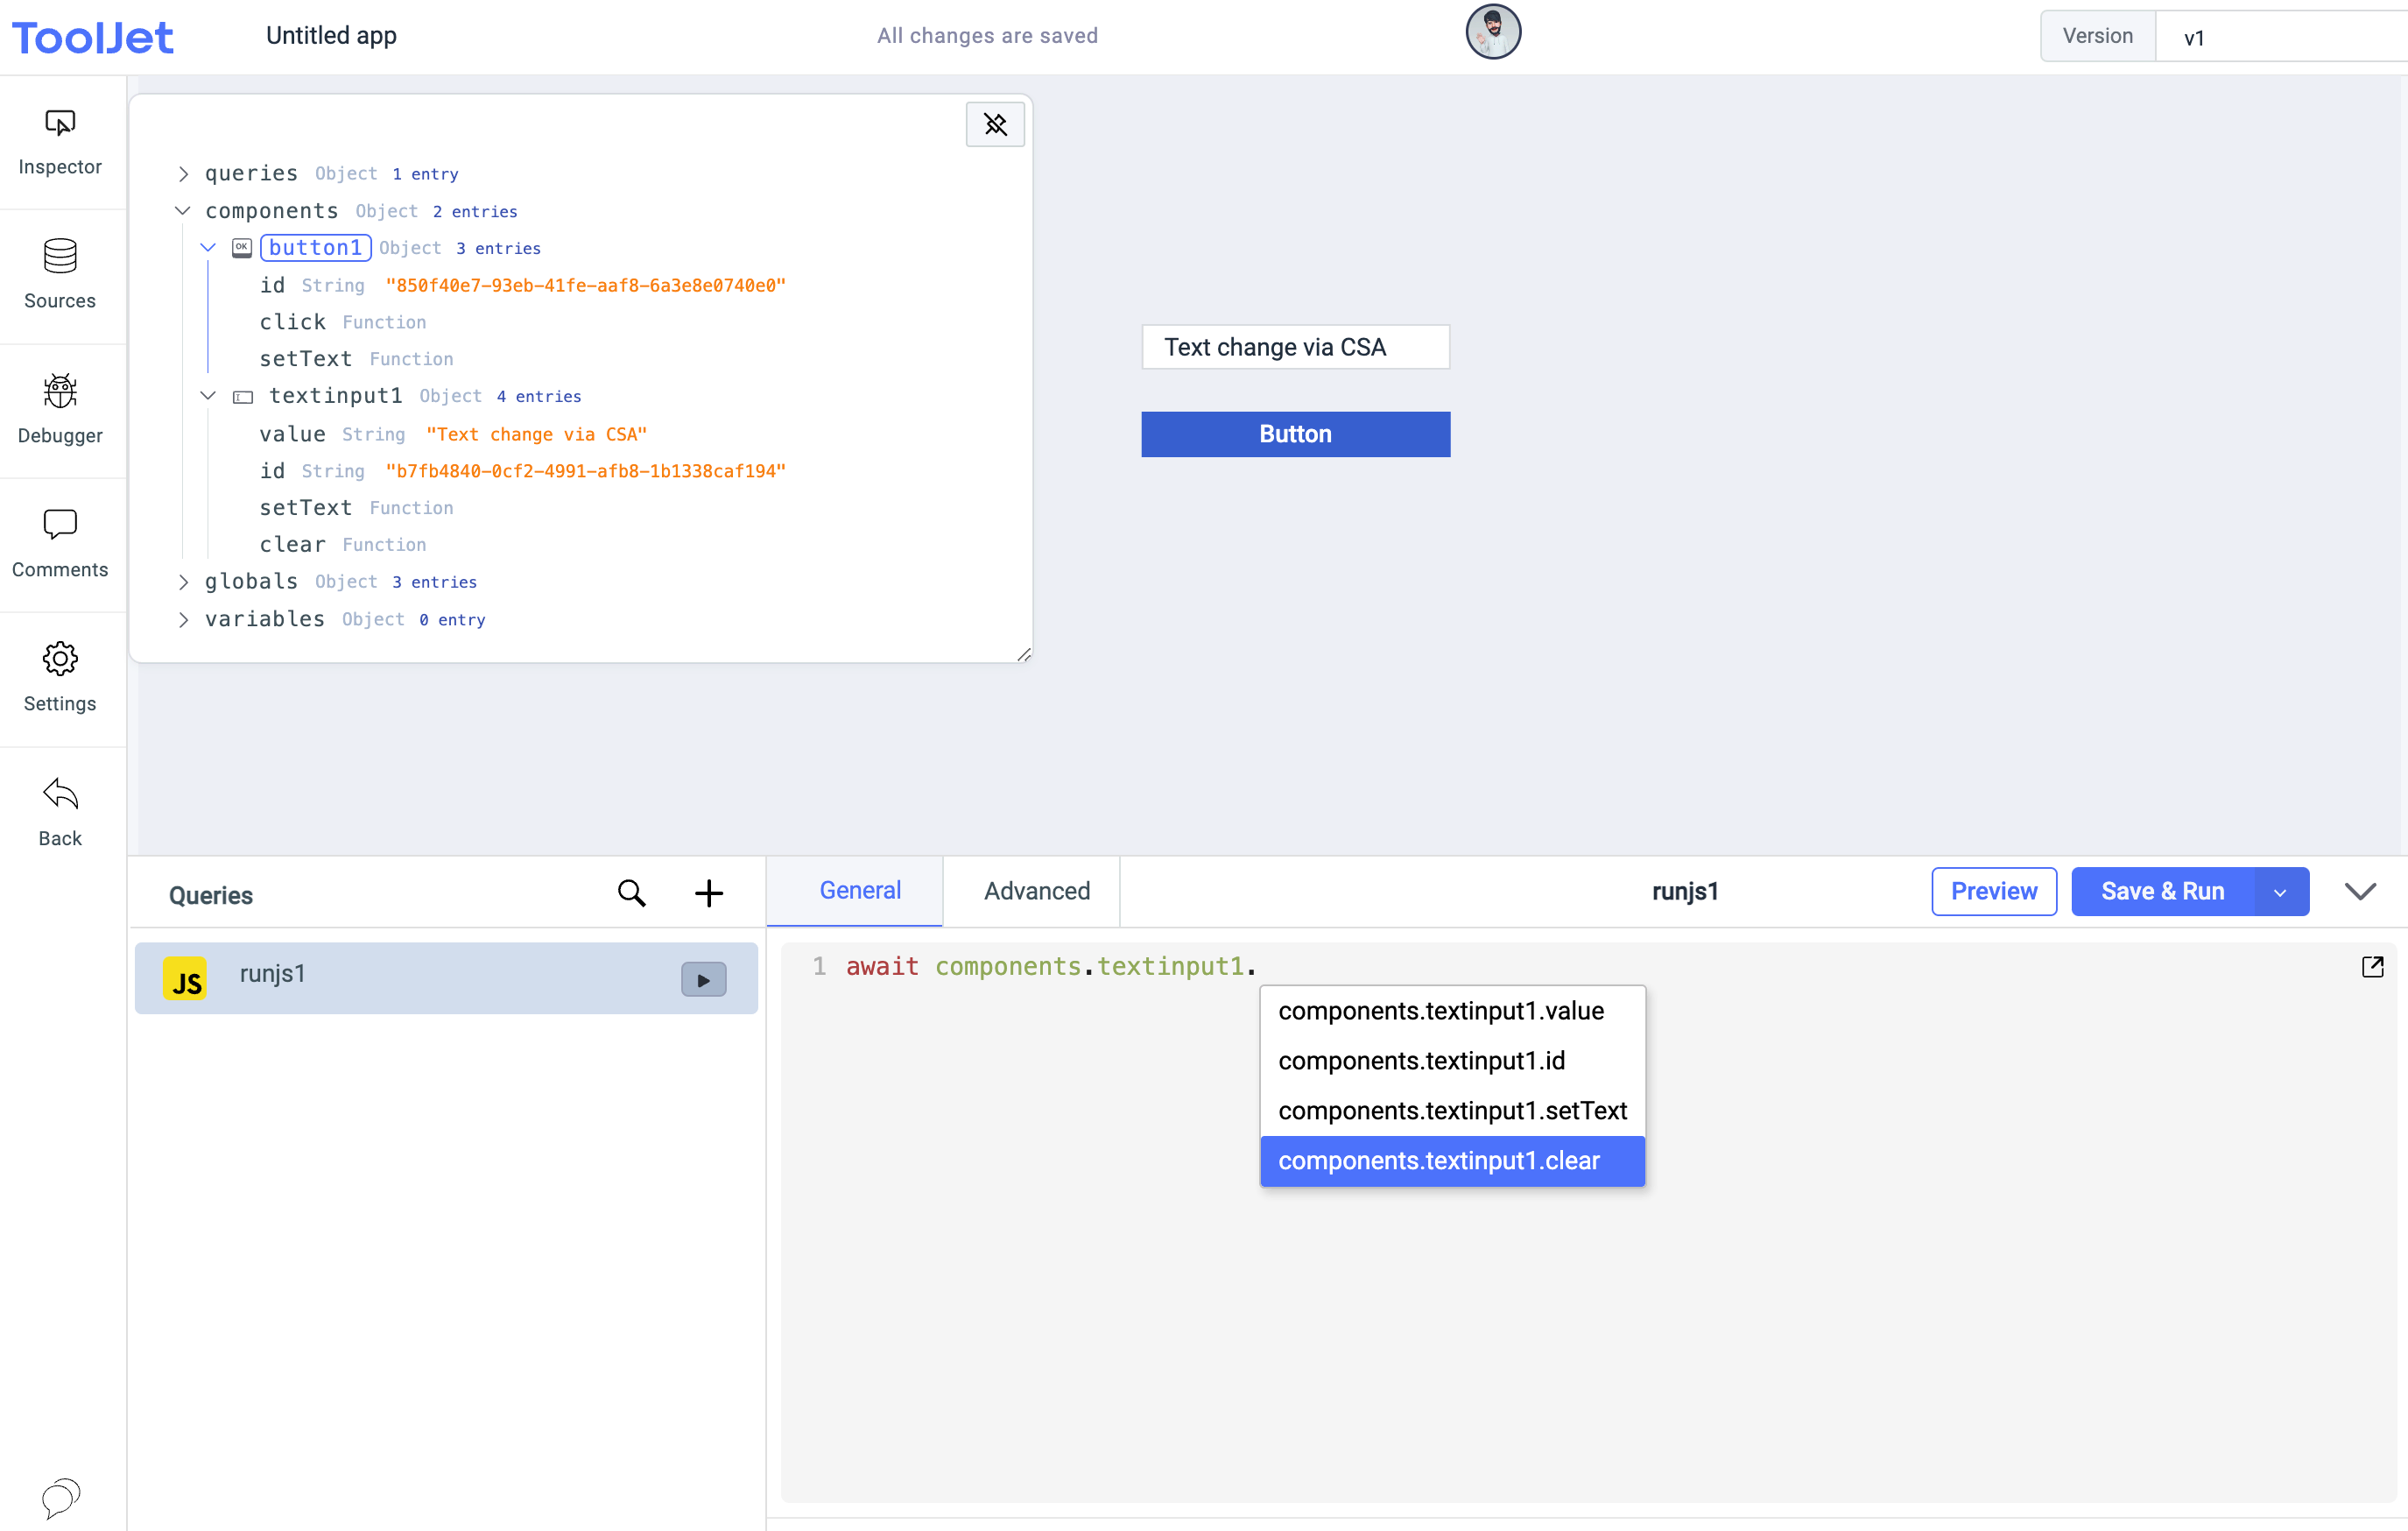 ToolJet
Untitled app
All changes are saved
Version
v1
Inspector
Sources
Debugger
Comments
Settings
Back
queries Object 1 entry
components Object 2 entries
OK button1 Object 3 entries
id String "850f40e7-93eb-41fe-aaf8-6a3e8e0740e0"
click Function
setText Function
textinput1 Object 4 entries
value String "Text change via CSA"
id String "b7fb4840-0cf2-4991-afb8-1b1338caf194"
setText Function
clear Function
globals Object 3 entries
variables Object 0 entry
Text change via CSA
Button
Queries
JS runjs1
General
Advanced
runjs1
Preview
Save & Run
1 await components.textinput1.
components.textinput1.value
components.textinput1.id
components.textinput1.setText
components.textinput1.clear